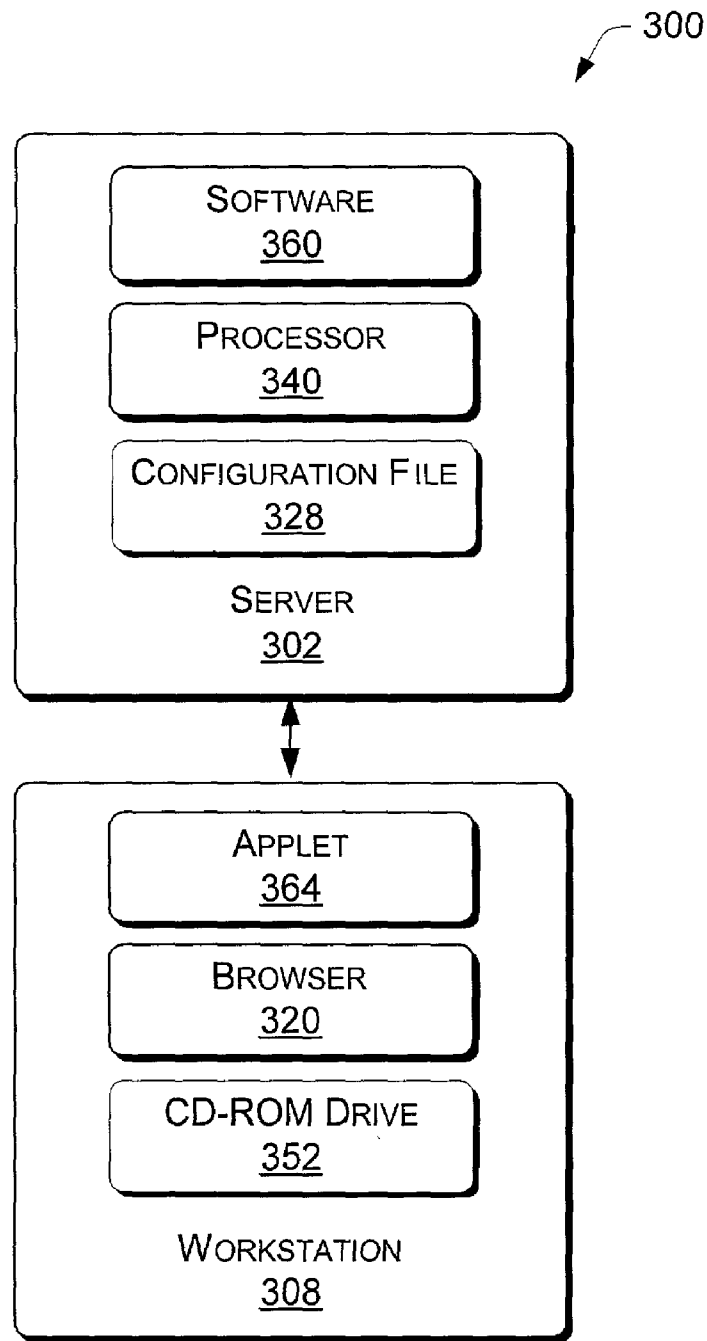 300
SOFTWARE
360
PROCESSOR
340
CONFIGURATION FILE
328
SERVER
302
APPLET
364
BROWSER
320
CD-ROM DRIVE
352
WORKSTATION
308